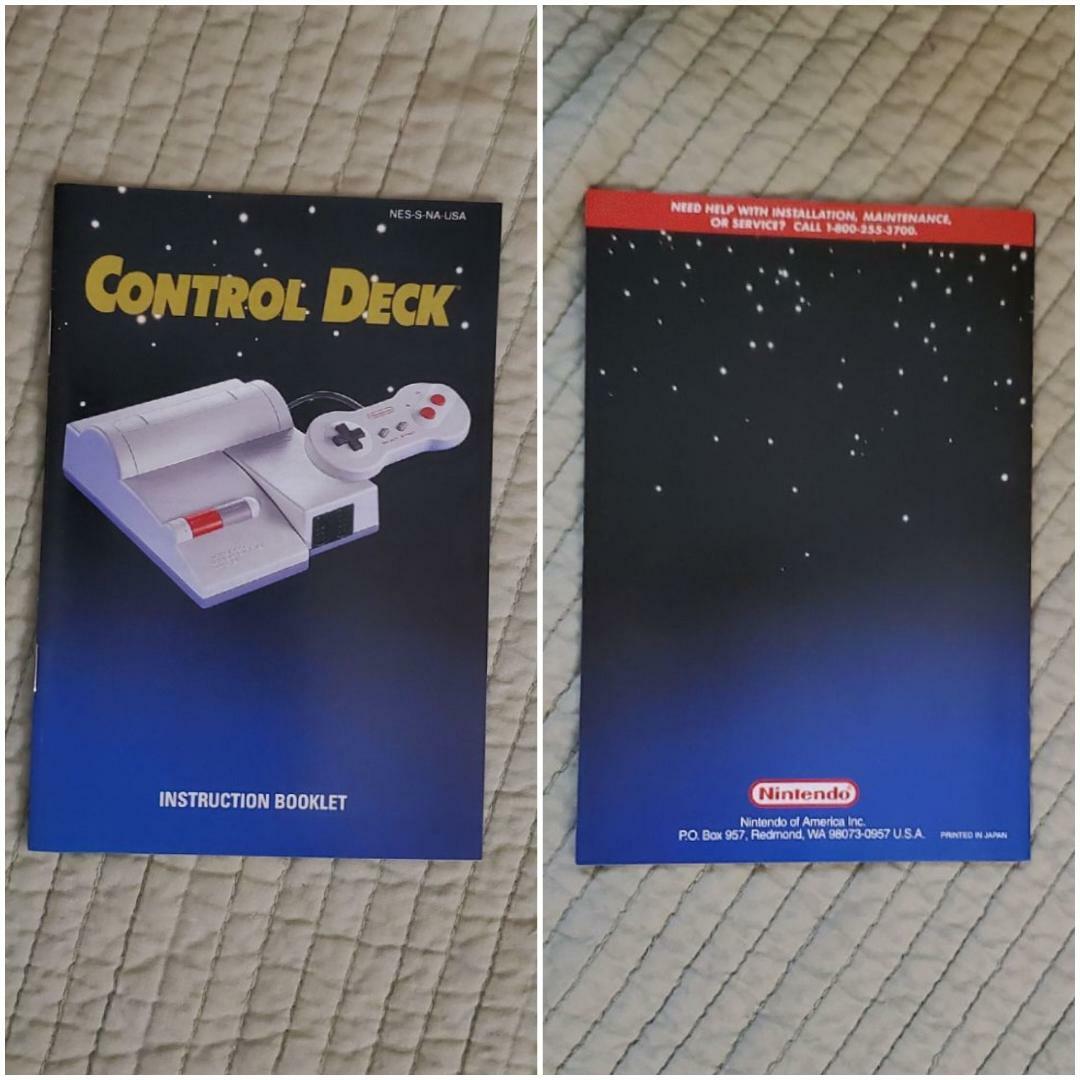 NES-S-NA-USA
CONTROL DECK
Nintendo
INSTRUCTION BOOKLET
NEED HELP WITH INSTALLATION, MAINTENANCE,
OR SERVICE? CALL 1-800-255-3700.
Nintendo
Nintendo of America Inc.
P.O. Box 957, Redmond, WA 98073-0957 U.S.A.
PRINTED IN JAPAN